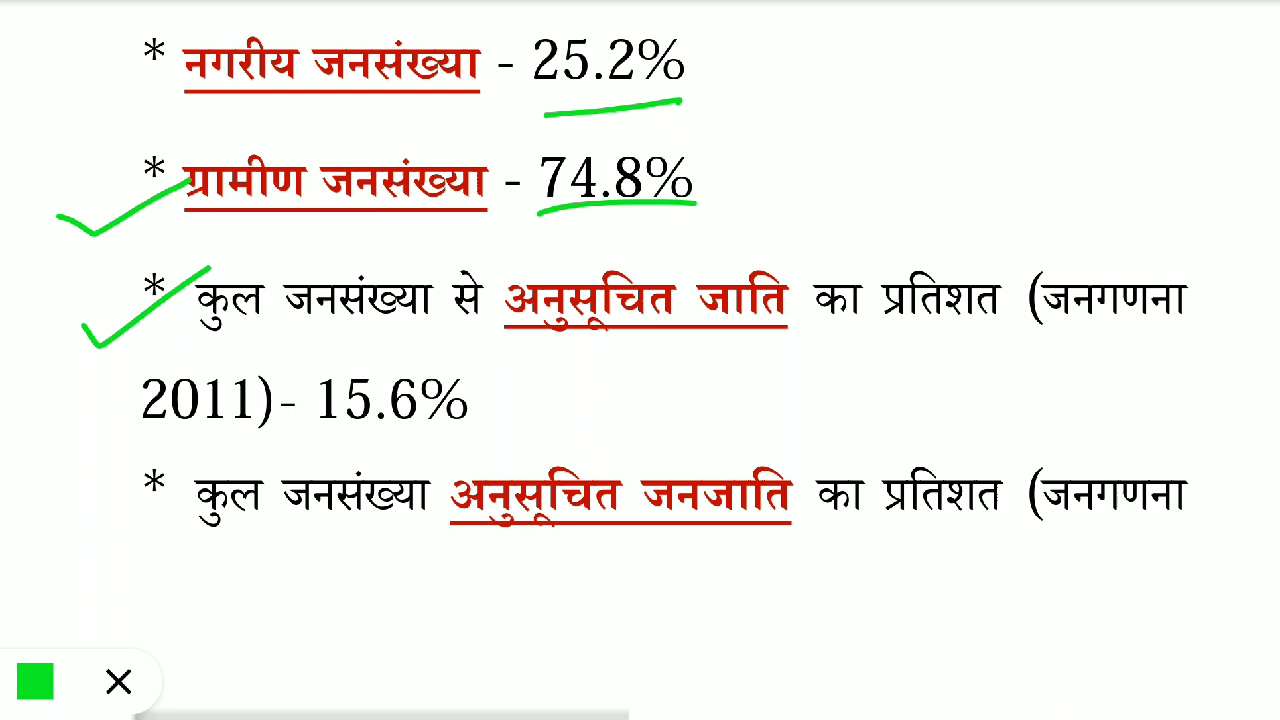 * नगरीय जनसंख्या - 25.2%
* ग्रामीण जनसंख्या - 74.8%
* कुल जनसंख्या से अनुसूचित जाति का प्रतिशत (जनगणना
2011)- 15.6%
* कुल जनसंख्या अनुसूचित जनजाति का प्रतिशत (जनगणना